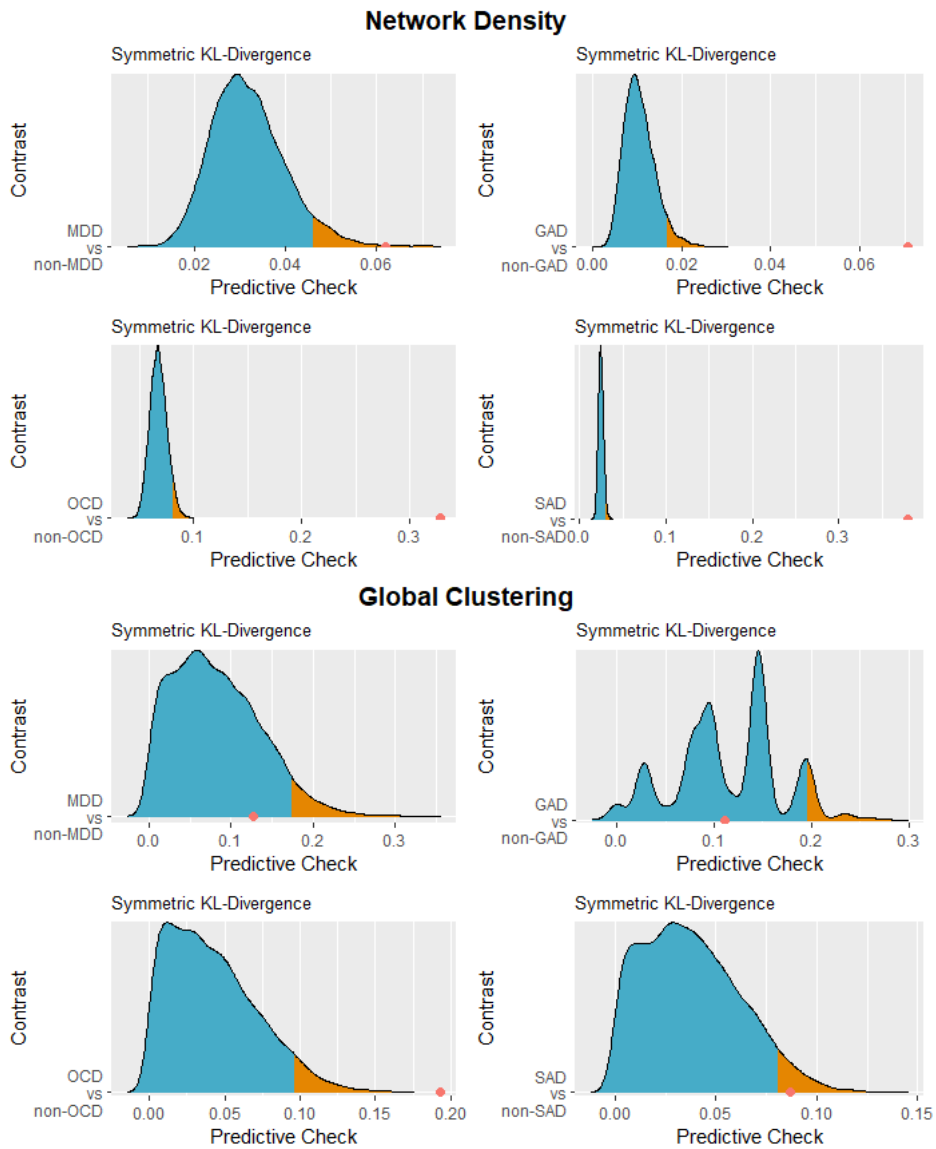 Network Density
Symmetric KL-Divergence
Contrast
MDD
vs
non-MDD
0.02 0.04 0.06
Predictive Check
Symmetric KL-Divergence
Contrast
GAD
vs
non-GAD
0.00 0.02 0.04 0.06
Predictive Check
Symmetric KL-Divergence
Contrast
OCD
vs
non-OCD
0.1 0.2 0.3
Predictive Check
Symmetric KL-Divergence
Contrast
SAD
vs
non-SAD
0.0 0.1 0.2 0.3
Predictive Check
Global Clustering
Symmetric KL-Divergence
Contrast
MDD
vs
non-MDD
0.0 0.1 0.2 0.3
Predictive Check
Symmetric KL-Divergence
Contrast
GAD
vs
non-GAD
0.0 0.1 0.2 0.3
Predictive Check
Symmetric KL-Divergence
Contrast
OCD
vs
non-OCD
0.00 0.05 0.10 0.15 0.20
Predictive Check
Symmetric KL-Divergence
Contrast
SAD
vs
non-SAD
0.00 0.05 0.10 0.15
Predictive Check